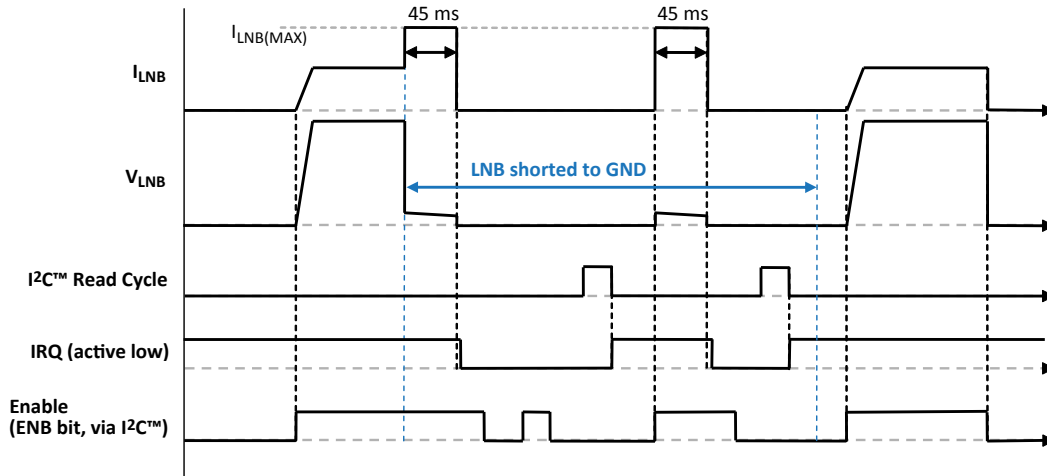 45 ms
45 ms
ILNB(MAX)
ILNB
LNB shorted to GND
VLNB
I2C™ Read Cycle
IRQ (active low)
Enable
(ENB bit, via I2C™)